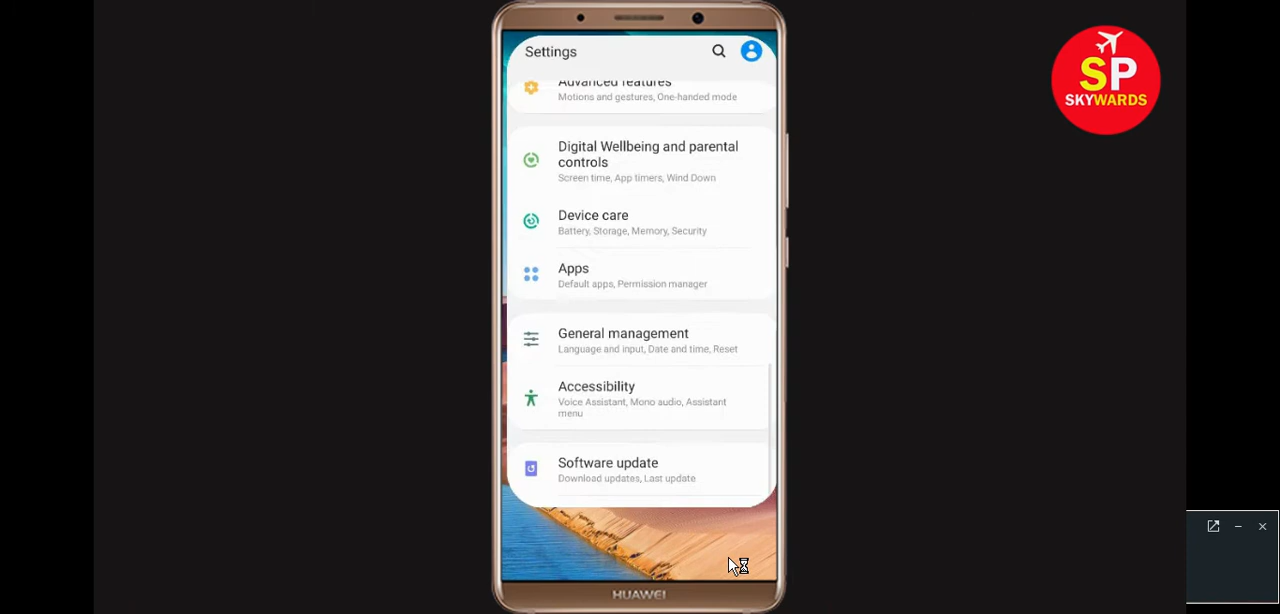 Settings
Advanced features
Motions and gestures, One-handed mode
Digital Wellbeing and parental
controls
Screen time, App timers, Wind Down
Device care
Battery, Storage, Memory, Security
Apps
Default apps, Permission manager
General management
Language and input, Date and time, Reset
Accessibility
Voice Assistant, Mono audio, Assistant
menu
Software update
Download updates, Last update
HUAWEI
SP
SKYWARDS